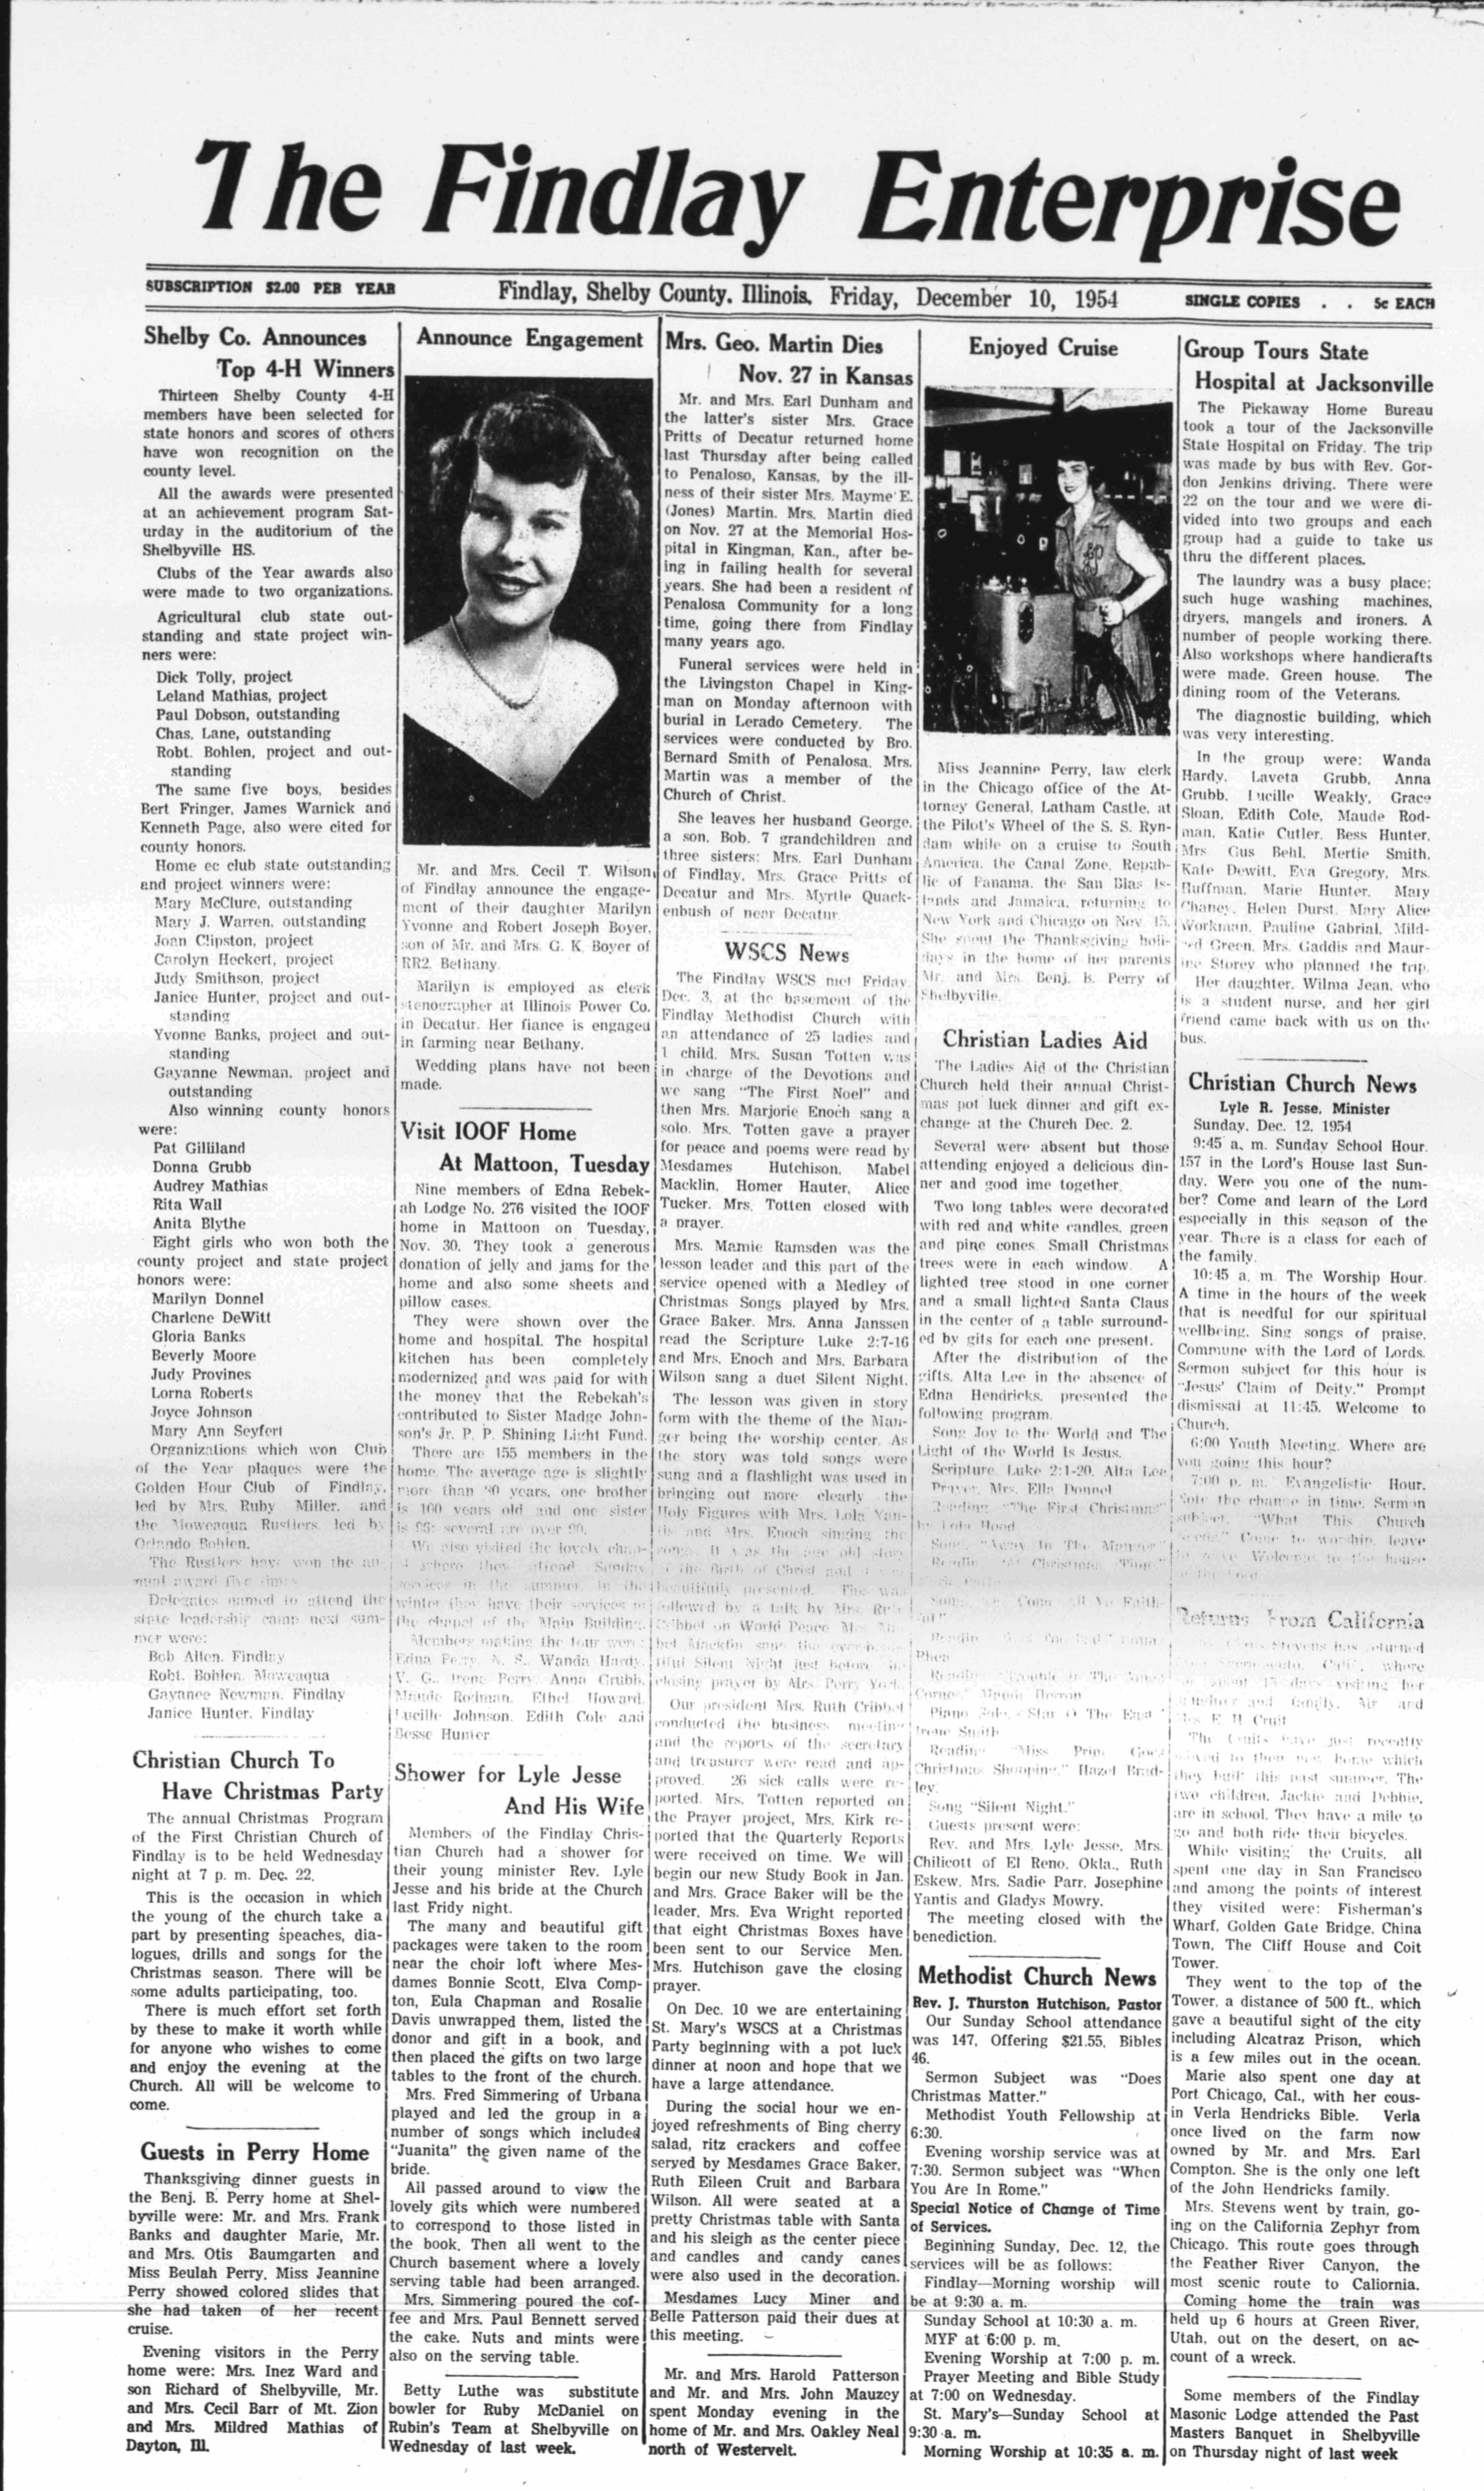 The Findlay Enterprise
SUBSCRIPTION $2.00 PER YEAR
Findlay, Shelby County, Illinois, Friday, December 10, 1954
SINGLE COPIES . . 5c EACH
Shelby Co. Announces
Top 4-H Winners
Thirteen Shelby County 4-H
members have been selected for
state honors and scores of others
have won recognition on the
county level.
All the awards were presented
at an achievement program Sat-
urday in the auditorium of the
Shelbyville HS.
Clubs of the Year awards also
were made to two organizations.
Agricultural club state out-
standing and state project win-
ners were:
Dick Tolly, project
Leland Mathias, project
Paul Dobson, outstanding
Chas. Lane, outstanding
Robt. Bohlen, project and out-
standing
The same five boys, besides
Bert Fringer, James Warnick and
Kenneth Page, also were cited for
county honors.
Home ec club state outstanding
and project winners were:
Mary McClure, outstanding
Mary J. Warren, outstanding
Joan Clipston, project
Carolyn Heckert, project
Judy Smithson, project
Janice Hunter, project and out-
standing
Yvonne Banks, project and out-
standing
Gayanne Newman, project and
outstanding
Also winning county honors
were:
Pat Gilliland
Donna Grubb
Audrey Mathias
Rita Wall
Anita Blythe
Eight girls who won both the
county project and state project
honors were:
Marilyn Donnel
Charlene DeWitt
Gloria Banks
Beverly Moore
Judy Provines
Lorna Roberts
Joyce Johnson
Mary Ann Seyfert
Organizations which won Club
of the Year plaques were the
Golden Hour Club of Findlay,
led by Mrs. Ruby Miller, and
the Moweaqua Rustlers, led by
Orlando Bohlen.
The Rustlers have won the an-
nual award five times
Delegates named to attend the
state leadership camp next sum-
mer were:
Bob Allen, Findlay
Robt. Bohlen, Moweaqua
Gayanee Newman, Findlay
Janice Hunter, Findlay
Christian Church To
Have Christmas Party
The annual Christmas Program
of the First Christian Church of
Findlay is to be held Wednesday
night at 7 p. m. Dec. 22.
This is the occasion in which
the young of the church take a
part by presenting speaches, dia-
logues, drills and songs for the
Christmas season. There will be
some adults participating, too.
There is much effort set forth
by these to make it worth while
for anyone who wishes to come
and enjoy the evening at the
Church. All will be welcome to
come.
Guests in Perry Home
Thanksgiving dinner guests in
the Benj. B. Perry home at Shel-
byville were: Mr. and Mrs. Frank
Banks and daughter Marie, Mr.
and Mrs. Otis Baumgarten and
Miss Beulah Perry. Miss Jeannine
Perry showed colored slides that
she had taken of her recent
cruise.
Evening visitors in the Perry
home were: Mrs. Inez Ward and
son Richard of Shelbyville, Mr.
and Mrs. Cecil Barr of Mt. Zion
and Mrs. Mildred Mathias of
Dayton, Ill.
Announce Engagement
Mr. and Mrs. Cecil T. Wilson
of Findlay announce the engage-
ment of their daughter Marilyn
Yvonne and Robert Joseph Boyer,
son of Mr. and Mrs. G. K. Boyer of
RR2, Bethany.
Marilyn is employed as clerk
stenographer at Illinois Power Co.
in Decatur. Her fiance is engaged
in farming near Bethany.
Wedding plans have not been
made.
Visit IOOF Home
At Mattoon, Tuesday
Nine members of Edna Rebek-
ah Lodge No. 276 visited the IOOF
home in Mattoon on Tuesday,
Nov. 30. They took a generous
donation of jelly and jams for the
home and also some sheets and
pillow cases.
They were shown over the
home and hospital. The hospital
kitchen has been completely
modernized and was paid for with
the money that the Rebekah's
contributed to Sister Madge John-
son's Jr. P. P. Shining Light Fund.
There are 155 members in the
home. The average age is slightly
more than 80 years, one brother
is 100 years old and one sister
is 96: several are over 90.
We also visited the lovely chap-
where they attend Sunday
services in the summer. In the
winter they have their services in
the chapel of the Main Building.
Members making the tour were:
Edna Perry, N. S., Wanda Hardy,
V. G., Irene Perry, Anna Grubb,
Maude Rodman, Ethel Howard,
Lucille Johnson, Edith Cole and
Besse Hunter.
Shower for Lyle Jesse
And His Wife
Members of the Findlay Chris-
tian Church had a shower for
their young minister Rev. Lyle
Jesse and his bride at the Church
last Fridy night.
The many and beautiful gift
packages were taken to the room
near the choir loft where Mes-
dames Bonnie Scott, Elva Comp-
ton, Eula Chapman and Rosalie
Davis unwrapped them, listed the
donor and gift in a book, and
then placed the gifts on two large
tables to the front of the church.
Mrs. Fred Simmering of Urbana
played and led the group in a
number of songs which included
"Juanita" the given name of the
bride.
All passed around to view the
lovely gits which were numbered
to correspond to those listed in
the book. Then all went to the
Church basement where a lovely
serving table had been arranged.
Mrs. Simmering poured the cof-
fee and Mrs. Paul Bennett served
the cake. Nuts and mints were
also on the serving table.
Betty Luthe was substitute
bowler for Ruby McDaniel on
Rubin's Team at Shelbyville on
Wednesday of last week.
Mrs. Geo. Martin Dies
Nov. 27 in Kansas
Mr. and Mrs. Earl Dunham and
the latter's sister Mrs. Grace
Pritts of Decatur returned home
last Thursday after being called
to Penaloso, Kansas, by the ill-
ness of their sister Mrs. Mayme E.
(Jones) Martin. Mrs. Martin died
on Nov. 27 at the Memorial Hos-
pital in Kingman, Kan., after be-
ing in failing health for several
years. She had been a resident of
Penalosa Community for a long
time, going there from Findlay
many years ago.
Funeral services were held in
the Livingston Chapel in King-
man on Monday afternoon with
burial in Lerado Cemetery. The
services were conducted by Bro.
Bernard Smith of Penalosa. Mrs.
Martin was a member of the
Church of Christ.
She leaves her husband George,
a son, Bob, 7 grandchildren and
three sisters: Mrs. Earl Dunham
of Findlay, Mrs. Grace Pritts of
Decatur and Mrs. Myrtle Quack-
enbush of near Decatur.
WSCS News
The Findlay WSCS met Friday,
Dec. 3, at the basement of the
Findlay Methodist Church with
an attendance of 25 ladies and
1 child. Mrs. Susan Totten was
in charge of the Devotions and
we sang "The First Noel" and
then Mrs. Marjorie Enoch sang a
solo. Mrs. Totten gave a prayer
for peace and poems were read by
Mesdames Hutchison, Mabel
Macklin, Homer Hauter, Alice
Tucker. Mrs. Totten closed with
a prayer.
Mrs. Mamie Ramsden was the
lesson leader and this part of the
service opened with a Medley of
Christmas Songs played by Mrs.
Grace Baker. Mrs. Anna Janssen
read the Scripture Luke 2:7-16
and Mrs. Enoch and Mrs. Barbara
Wilson sang a duet Silent Night.
The lesson was given in story
form with the theme of the Man-
ger being the worship center. As
the story was told songs were
sung and a flashlight was used in
bringing out more clearly the
Holy Figures with Mrs. Lola Yan-
tis and Mrs. Enoch singing the
songs. It was the age old story
of the Birth of Christ and
beautifully presented. This was
followed by a talk by Mrs.
Cribbet on World Peace
bel Macklin sang the
tiful Silent Night just before
closing prayer by Mrs. Perry York.
Our president Mrs. Ruth Cribbet
conducted the business meeting
and the reports of the secretary
and treasurer were read and ap-
proved. 26 sick calls were re-
ported. Mrs. Totten reported on
the Prayer project, Mrs. Kirk re-
ported that the Quarterly Reports
were received on time. We will
begin our new Study Book in Jan.
and Mrs. Grace Baker will be the
leader. Mrs. Eva Wright reported
that eight Christmas Boxes have
been sent to our Service Men.
Mrs. Hutchison gave the closing
prayer.
On Dec. 10 we are entertaining
St. Mary's WSCS at a Christmas
Party beginning with a pot luck
dinner at noon and hope that we
have a large attendance.
During the social hour we en-
joyed refreshments of Bing cherry
salad, ritz crackers and coffee
seryed by Mesdames Grace Baker,
Ruth Eileen Cruit and Barbara
Wilson. All were seated at a
pretty Christmas table with Santa
and his sleigh as the center piece
and candles and candy canes
were also used in the decoration.
Mesdames Lucy Miner and
Belle Patterson paid their dues at
this meeting.
Mr. and Mrs. Harold Patterson
and Mr. and Mrs. John Mauzey
spent Monday evening in the
home of Mr. and Mrs. Oakley Neal
north of Westervelt.
Enjoyed Cruise
Miss Jeannine Perry, law clerk
in the Chicago office of the At-
torney General, Latham Castle, at
the Pilot's Wheel of the S. S. Ryn-
dam while on a cruise to South
America, the Canal Zone, Repub-
lic of Panama, the San Blas Is-
lands and Jamaica, returning to
New York and Chicago on Nov. 15.
She spent the Thanksgiving holi-
days in the home of her parents
Mr. and Mrs. Benj. B. Perry of
Shelbyville.
Christian Ladies Aid
The Ladies Aid of the Christian
Church held their annual Christ-
mas pot luck dinner and gift ex-
change at the Church Dec. 2.
Several were absent but those
attending enjoyed a delicious din-
ner and good ime together.
Two long tables were decorated
with red and white candles, green
and pine cones. Small Christmas
trees were in each window. A
lighted tree stood in one corner
and a small lighted Santa Claus
in the center of a table surround-
ed by gits for each one present.
After the distribution of the
gifts, Alta Lee in the absence of
Edna Hendricks, presented the
following program.
Song Joy to the World and The
Light of the World Is Jesus.
Scripture, Luke 2:1-20, Alta Lee
Prayer, Mrs. Elle Donnel
Reading, "The First Christmas"
by Lola Hood
Song, "Away In The Manger"
Reading "At Christmas Time"
Song, Come All Ye Faith-
Trouble The
Maude Herron
Piano Solo, "Star O The East"
Irene Smith
Reading "Miss Prim Goes
Christmas Shopping," Hazel Brad-
ley.
Song "Silent Night."
Guests present were:
Rev. and Mrs. Lyle Jesse, Mrs.
Chilicott of El Reno, Okla., Ruth
Eskew, Mrs. Sadie Parr, Josephine
Yantis and Gladys Mowry.
The meeting closed with the
benediction.
Methodist Church News
Rev. J. Thurston Hutchison, Pastor
Our Sunday School attendance
was 147, Offering $21.55, Bibles
46.
Sermon Subject was "Does
Christmas Matter."
Methodist Youth Fellowship at
6:30.
Evening worship service was at
7:30. Sermon subject was "When
You Are In Rome."
Special Notice of Change of Time
of Services.
Beginning Sunday, Dec. 12, the
services will be as follows:
Findlay—Morning worship will
be at 9:30 a. m.
Sunday School at 10:30 a. m.
MYF at 6:00 p. m.
Evening Worship at 7:00 p. m.
Prayer Meeting and Bible Study
at 7:00 on Wednesday.
St. Mary's—Sunday School at
9:30 a. m.
Morning Worship at 10:35 a. m.
Group Tours State
Hospital at Jacksonville
The Pickaway Home Bureau
took a tour of the Jacksonville
State Hospital on Friday. The trip
was made by bus with Rev. Gor-
don Jenkins driving. There were
22 on the tour and we were di-
vided into two groups and each
group had a guide to take us
thru the different places.
The laundry was a busy place;
such huge washing machines,
dryers, mangels and ironers. A
number of people working there.
Also workshops where handicrafts
were made. Green house. The
dining room of the Veterans.
The diagnostic building, which
was very interesting.
In the group were: Wanda
Hardy, Laveta Grubb, Anna
Grubb, Lucille Weakly, Grace
Sloan, Edith Cole, Maude Rod-
man, Katie Cutler, Bess Hunter,
Mrs. Gus Behl, Mertie Smith,
Kate Dewitt, Eva Gregory, Mrs.
Huffman, Marie Hunter, Mary
Chaney, Helen Durst, Mary Alice
Workman, Pauline Gabrial, Mild-
red Green, Mrs. Gaddis and Maur-
ine Storey who planned the trip.
Her daughter, Wilma Jean, who
is a student nurse, and her girl
friend came back with us on the
bus.
Christian Church News
Lyle R. Jesse, Minister
Sunday, Dec. 12, 1954
9:45 a. m. Sunday School Hour.
157 in the Lord's House last Sun-
day. Were you one of the num-
ber? Come and learn of the Lord
especially in this season of the
year. There is a class for each of
the family.
10:45 a. m. The Worship Hour.
A time in the hours of the week
that is needful for our spiritual
wellbeing. Sing songs of praise.
Commune with the Lord of Lords.
Sermon subject for this hour is
"Jesus' Claim of Deity." Prompt
dismissal at 11:45. Welcome to
Church.
6:00 Youth Meeting. Where are
you going this hour?
7:00 p. m. Evangelistic Hour.
Note the change in time. Sermon
subject, "What This Church
Come to worship, leave
Welcome to the house
of the Lord
Returns From California
Stevens has returned
Calif., where
spent 15 days visiting her
and family, Mr. and
Mrs. E. H. Cruit
The Cruits have just recently
moved to their new home which
they built this past summer. The
two children, Jackie and Debbie,
are in school. They have a mile to
go and both ride their bicycles.
While visiting the Cruits, all
spent one day in San Francisco
and among the points of interest
they visited were: Fisherman's
Wharf, Golden Gate Bridge, China
Town, The Cliff House and Coit
Tower.
They went to the top of the
Tower, a distance of 500 ft., which
gave a beautiful sight of the city
including Alcatraz Prison, which
is a few miles out in the ocean.
Marie also spent one day at
Port Chicago, Cal., with her cous-
in Verla Hendricks Bible. Verla
once lived on the farm now
owned by Mr. and Mrs. Earl
Compton. She is the only one left
of the John Hendricks family.
Mrs. Stevens went by train, go-
ing on the California Zephyr from
Chicago. This route goes through
the Feather River Canyon, the
most scenic route to Caliornia.
Coming home the train was
held up 6 hours at Green River,
Utah, out on the desert, on ac-
count of a wreck.
Some members of the Findlay
Masonic Lodge attended the Past
Masters Banquet in Shelbyville
on Thursday night of last week